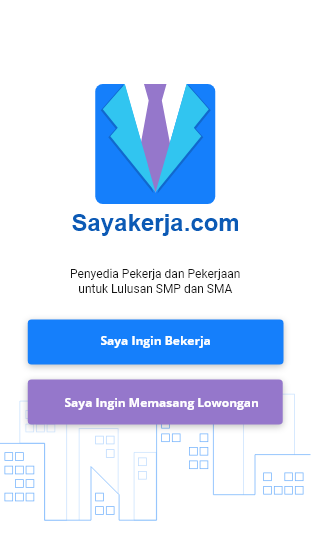 Sayakerja.com
Penyedia Pekerja dan Pekerjaan
untuk Lulusan SMP dan SMA
Saya Ingin Bekerja
Saya Ingin Memasang Lowongan